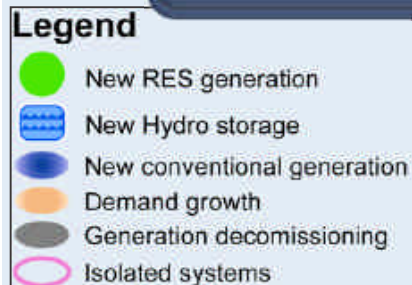 Legend
New RES generation
New Hydro storage
New conventional generation
Demand growth
Generation decomissioning
Isolated systems